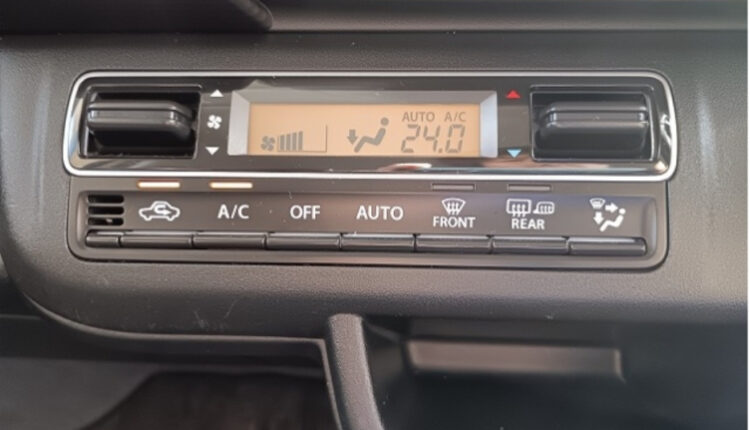 AUTO A/C
24.0
A/C OFF AUTO FRONT REAR